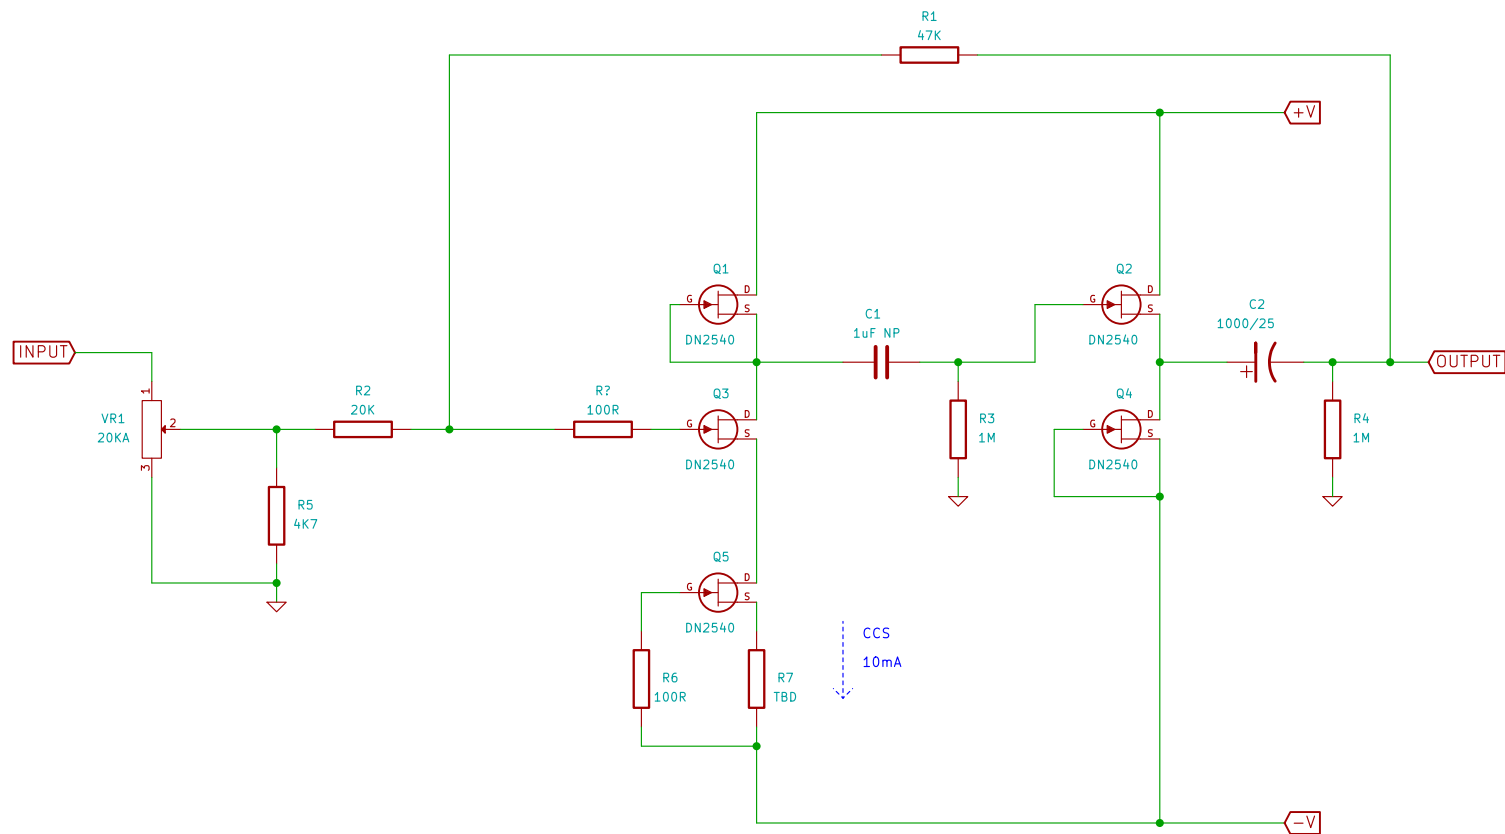 R1
47K
+V
Q1
D
G
S
DN2540
Q2
D
G
S
DN2540
C1
1uF NP
C2
1000/25
INPUT
OUTPUT
1
VR1
20KA
2
3
R2
20K
R?
100R
Q3
D
G
S
DN2540
R3
1M
Q4
D
G
S
DN2540
R4
1M
R5
4K7
Q5
D
G
S
DN2540
CCS
10mA
R6
100R
R7
TBD
-V